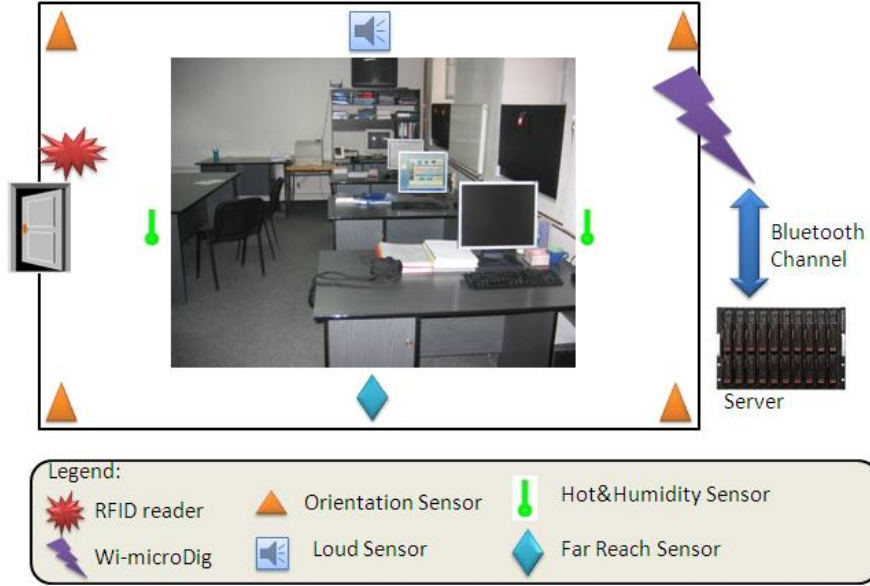 Bluetooth
Channel
Server
Legend:
RFID reader
Orientation Sensor
Hot&Humidity Sensor
Wi-microDig
Loud Sensor
Far Reach Sensor